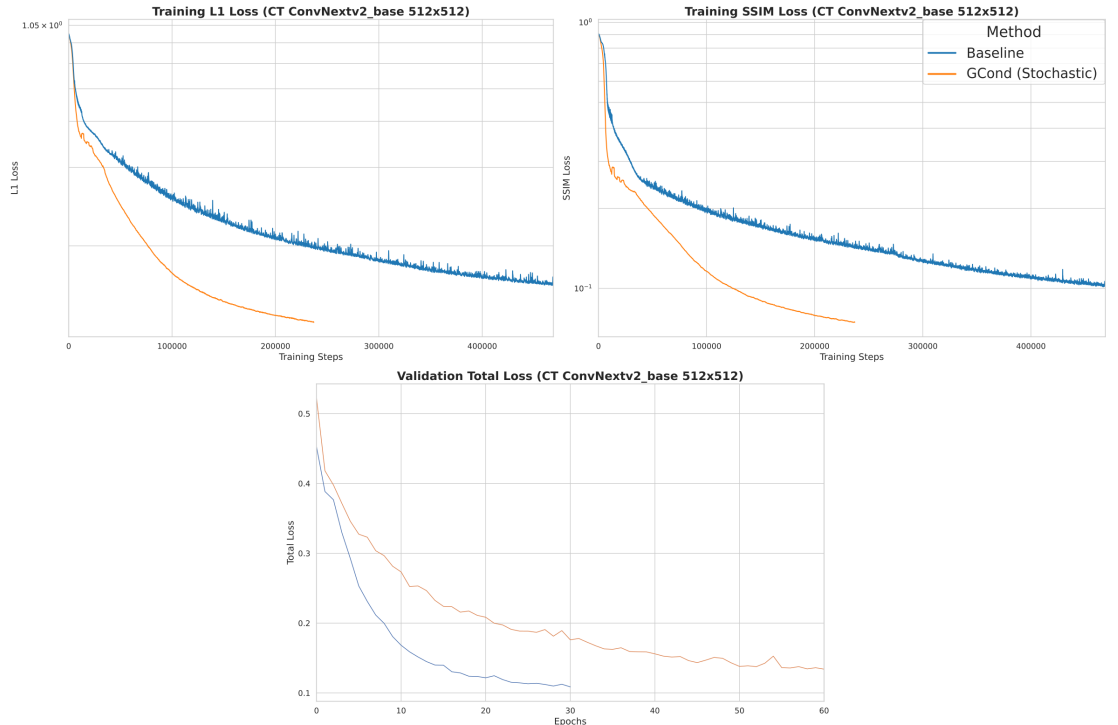 Training L1 Loss (CT ConvNextv2_base 512x512)
1.05 × 10⁰
L1 Loss
0
100000
200000
300000
400000
Training Steps
Training SSIM Loss (CT ConvNextv2_base 512x512)
Method
Baseline
GCond (Stochastic)
10⁰
10⁻¹
SSIM Loss
0
100000
200000
300000
400000
Training Steps
Validation Total Loss (CT ConvNextv2_base 512x512)
0.5
0.4
0.3
0.2
0.1
Total Loss
0
10
20
30
40
50
60
Epochs